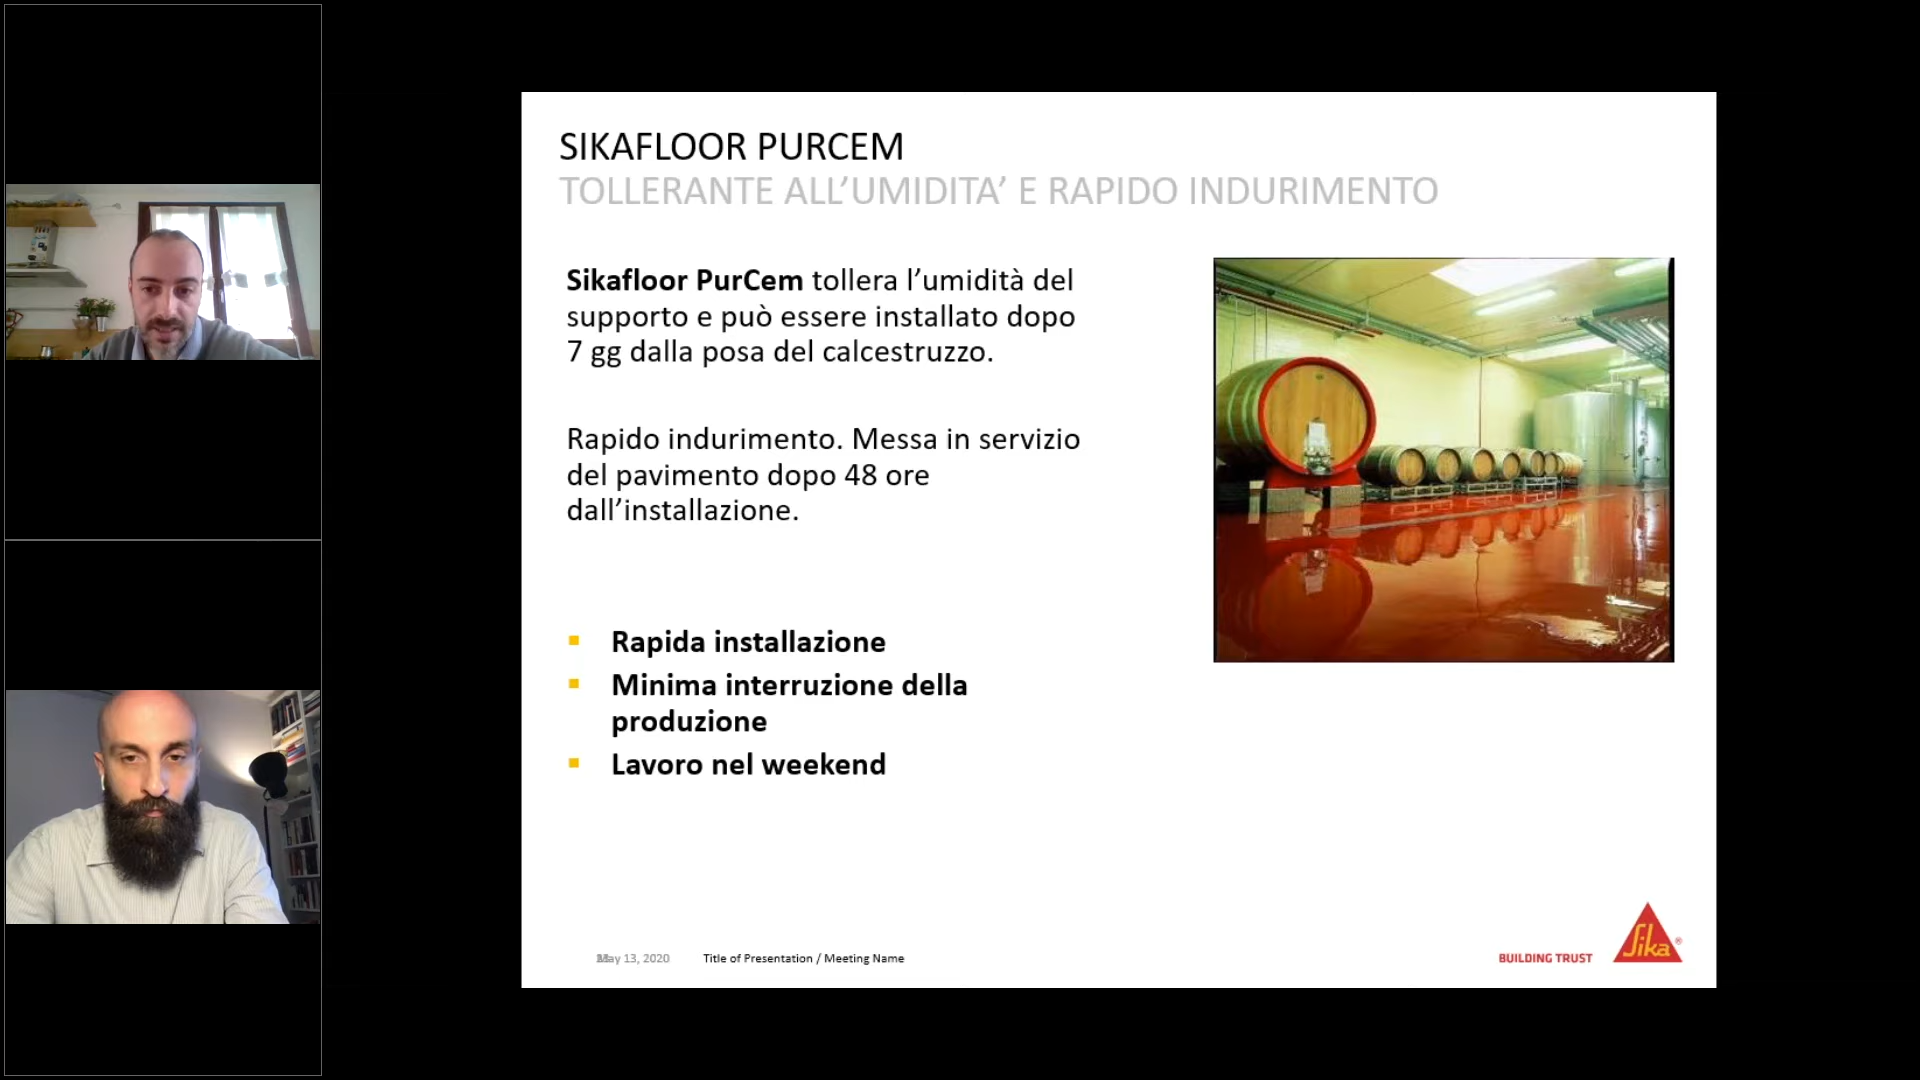 SIKAFLOOR PURCEM
TOLLERANTE ALL’UMIDITA’ E RAPIDO INDURIMENTO
Sikafloor PurCem tollera l’umidità del
supporto e può essere installato dopo
7 gg dalla posa del calcestruzzo.
Rapido indurimento. Messa in servizio
del pavimento dopo 48 ore
dall’installazione.
Rapida installazione
Minima interruzione della
produzione
Lavoro nel weekend
May 13, 2020
Title of Presentation / Meeting Name
BUILDING TRUST
Sika®